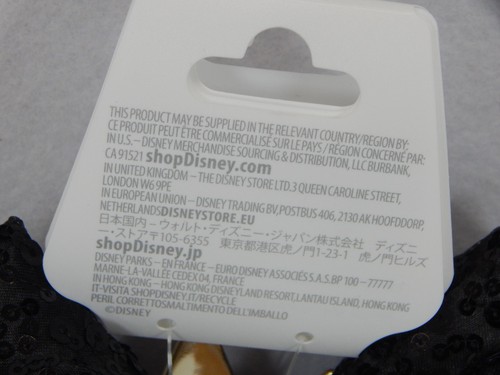 THIS PRODUCT MAY BE SUPPLIED IN THE RELEVANT COUNTRY/REGION BY:
CE PRODUIT PEUT ÊTRE COMMERCIALISÉ SUR LE PAYS / RÉGION CONCERNÉ PAR:
IN U.S. – DISNEY MERCHANDISE SOURCING & DISTRIBUTION, LLC BURBANK,
CA 91521 shopDisney.com
IN UNITED KINGDOM – THE DISNEY STORE LTD. 3 QUEEN CAROLINE STREET,
LONDON W6 9PE
IN EUROPEAN UNION – DISNEY TRADING BV, POSTBUS 406, 2130 AK HOOFDDORP,
NETHERLANDS DISNEYSTORE.EU
日本国内 – ウォルト・ディズニー・ジャパン株式会社 ディズニ
ー・ストア 〒105-6355 東京都港区虎ノ門1-23-1 虎ノ門ヒルズ
shopDisney.jp
DISNEY PARKS – EN FRANCE – EURO DISNEY ASSOCIÉS S.A.S. BP 100 – 77777
MARNE-LA-VALLÉE CEDEX 04, FRANCE
IN HONG KONG – HONG KONG DISNEYLAND RESORT, LANTAU ISLAND, HONG KONG
IT-VISITA SHOPDISNEY.IT/RECYCLE
PER IL CORRETTO SMALTIMENTO DELL'IMBALLO
©DISNEY